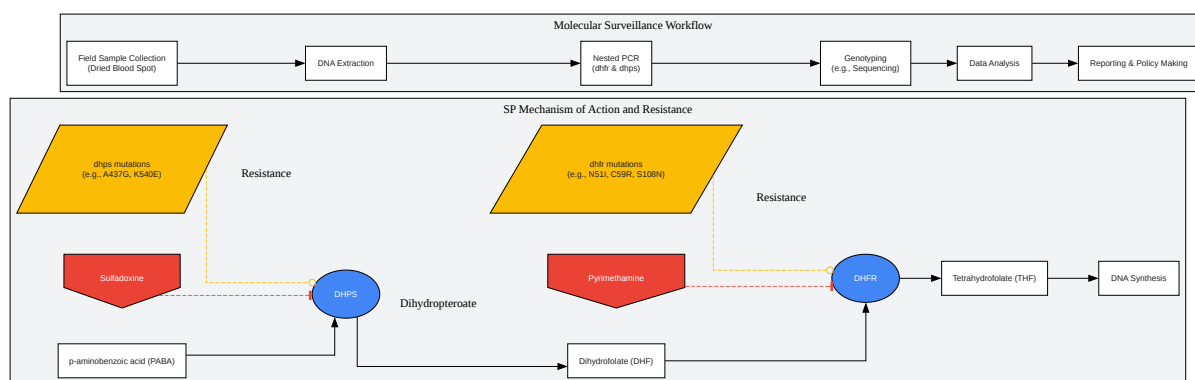 Molecular Surveillance Workflow
Field Sample Collection
(Dried Blood Spot)
DNA Extraction
Nested PCR
(dhfr & dhps)
Genotyping
(e.g., Sequencing)
Data Analysis
Reporting & Policy Making
SP Mechanism of Action and Resistance
dhps mutations
(e.g., A437G, K540E)
Resistance
dhfr mutations
(e.g., N51I, C59R, S108N)
Resistance
Sulfadoxine
DHPS
Dihydropteroate
Pyrimethamine
DHFR
Tetrahydrofolate (THF)
DNA Synthesis
p-aminobenzoic acid (PABA)
Dihydrofolate (DHF)